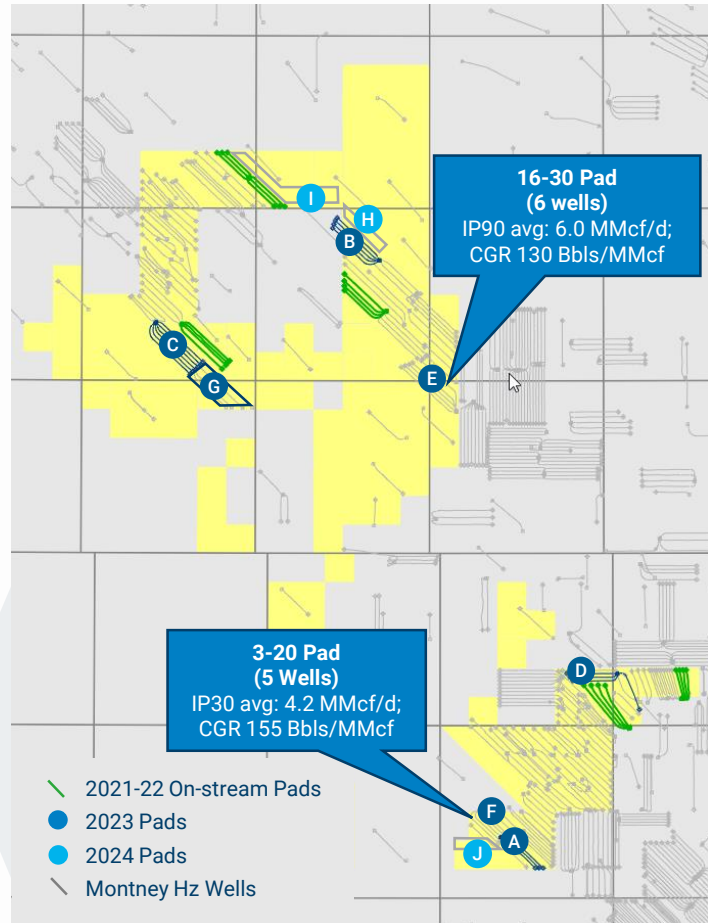 I
H
B
16-30 Pad
(6 wells)
IP90 avg: 6.0 MMcf/d;
CGR 130 Bbls/MMcf
C
G
E
3-20 Pad
(5 Wells)
IP30 avg: 4.2 MMcf/d;
CGR 155 Bbls/MMcf
D
F
A
J
2021-22 On-stream Pads
2023 Pads
2024 Pads
Montney Hz Wells